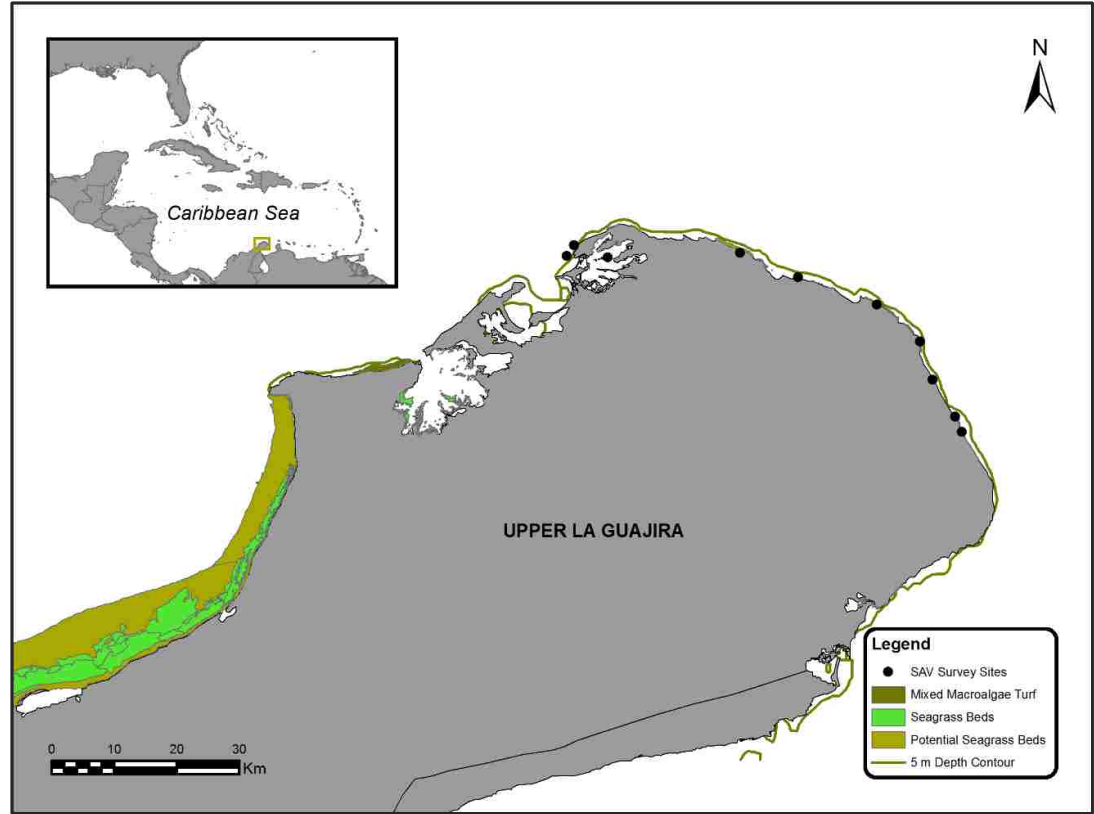 N
Caribbean Sea
UPPER LA GUAJIRA
Legend
SAV Survey Sites
Mixed Macroalgae Turf
Seagrass Beds
Potential Seagrass Beds
5 m Depth Contour
0 10 20 30
Km